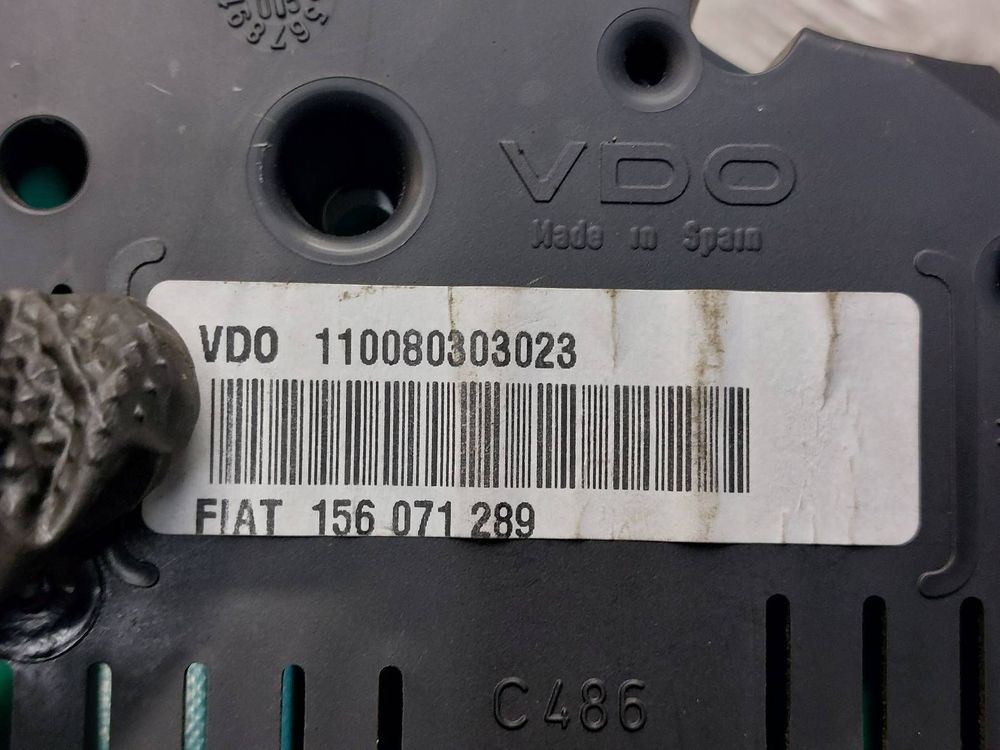 VDO
Made in Spain
VDO 110080303023
FIAT 156 071 289
C486